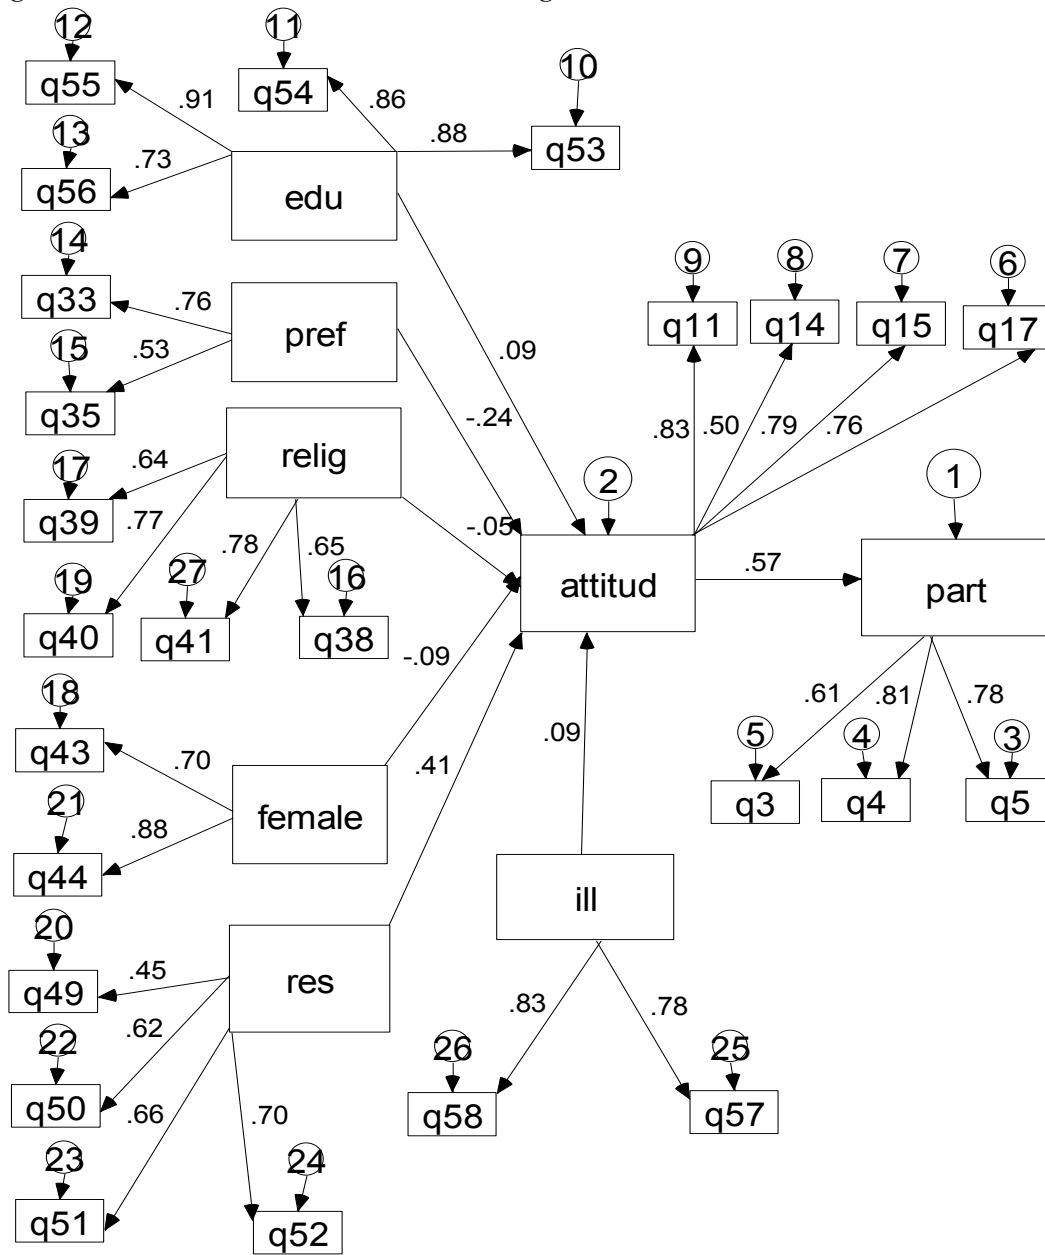 12
11
10
q55
q54
.91
.86
.88
q53
13
.73
q56
edu
14
9
8
7
6
q33
.76
pref
q11
q14
q15
q17
15
.53
.09
q35
-.24
.83
.50
.79
.76
relig
17
.64
2
1
q39
.77
-.05
.78
.65
.57
19
27
16
attitud
part
q40
q41
q38
-.09
18
.61
.81
.78
q43
.70
.41
.09
5
4
3
21
female
q3
q4
q5
.88
q44
ill
20
.45
res
q49
.62
.83
.78
22
26
25
q50
.66
.70
q58
q57
23
24
q51
q52